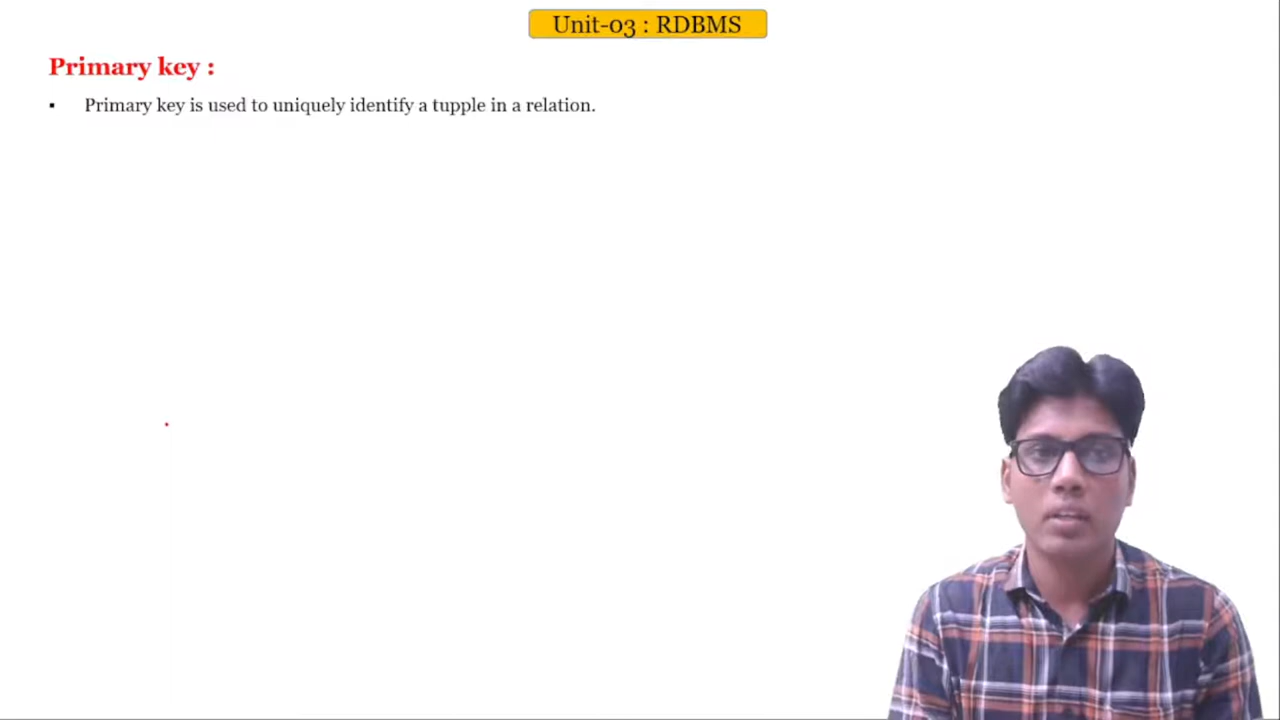 Unit-03 : RDBMS
Primary key :
▪ Primary key is used to uniquely identify a tupple in a relation.